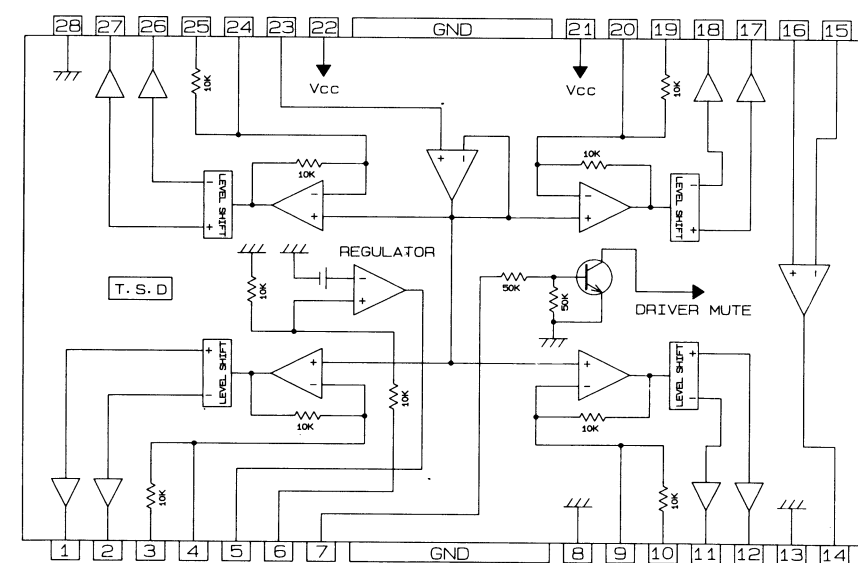 28 27 26 25 24 23 22 GND 21 20 19 18 17 16 15
10K
Vcc
Vcc
10K
10K
10K
+ −
− +
LEVEL SHIFT
− +
− +
− +
LEVEL SHIFT
+ −
REGULATOR
10K
− +
50K
50K
T. S. D
DRIVER MUTE
+ −
LEVEL SHIFT
+ −
10K
+ −
+ −
LEVEL SHIFT
10K
10K
10K
10K
1 2 3 4 5 6 7 GND 8 9 10 11 12 13 14